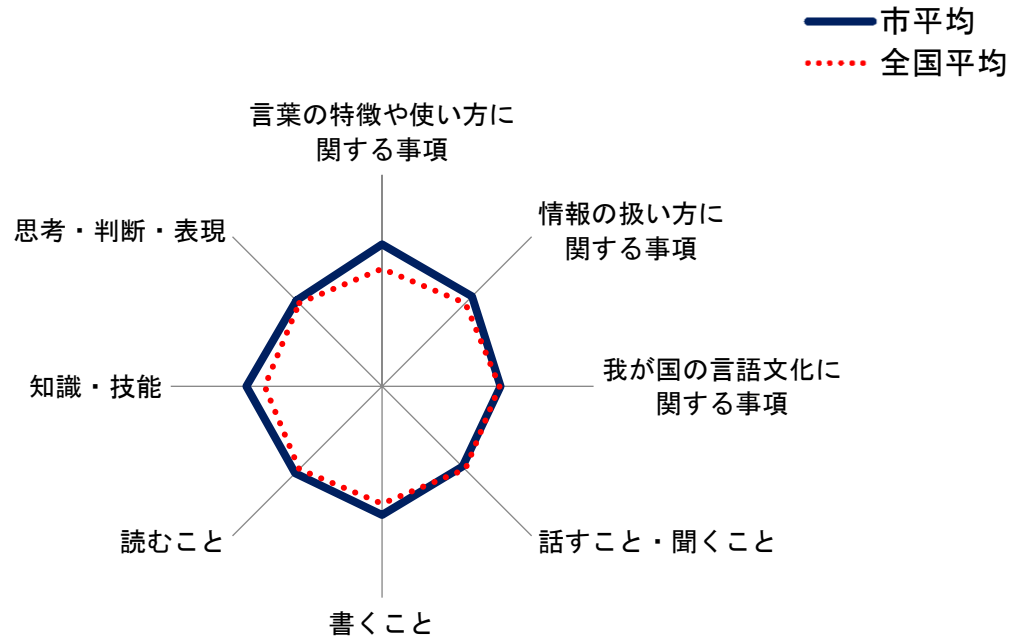 市平均
全国平均
言葉の特徴や使い方に
関する事項
情報の扱い方に
関する事項
我が国の言語文化に
関する事項
話すこと・聞くこと
書くこと
読むこと
知識・技能
思考・判断・表現